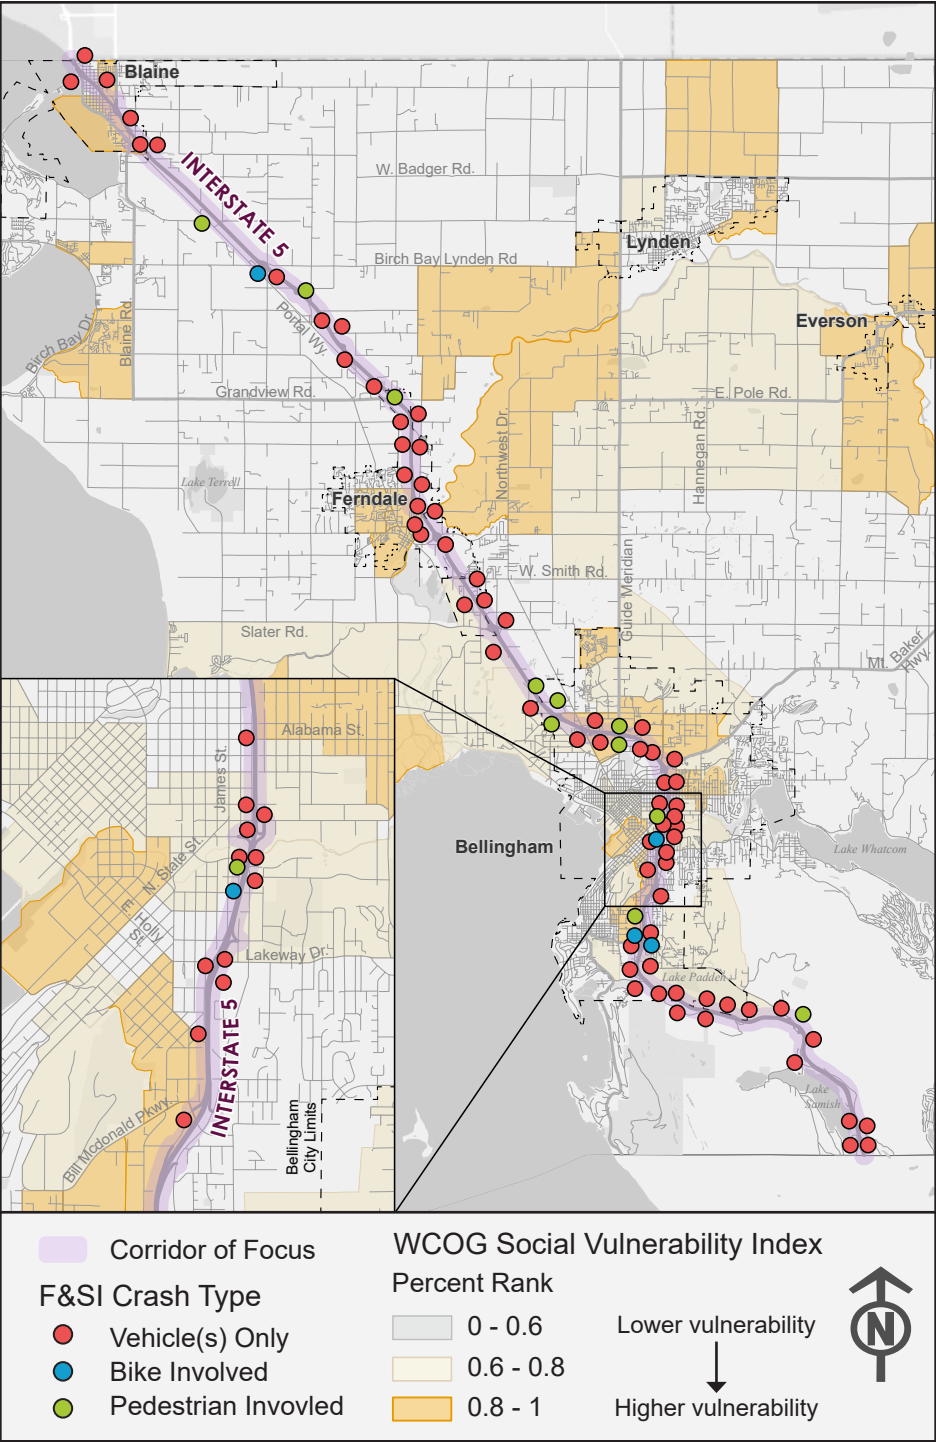 Blaine
INTERSTATE 5
W. Badger Rd.
Lynden
Birch Bay Lynden Rd
Everson
Birch Bay Dr.
Blaine Rd.
Portal Wy.
Grandview Rd.
E. Pole Rd.
Hannegan Rd.
Northwest Dr.
Lake Terrell
Ferndale
W. Smith Rd.
Guide Meridian
Slater Rd.
Mt. Baker
Hwy.
Alabama St.
James St.
Bellingham
Lake Whatcom
N. State St.
E. Holly
St.
Lakeway Dr.
Lake Padden
INTERSTATE 5
Lake
Samish
Bill Mcdonald Pkwy.
Bellingham
City Limits
Corridor of Focus
F&SI Crash Type
Vehicle(s) Only
Bike Involved
Pedestrian Invovled
WCOG Social Vulnerability Index
Percent Rank
0 - 0.6
0.6 - 0.8
0.8 - 1
Lower vulnerability
Higher vulnerability
N